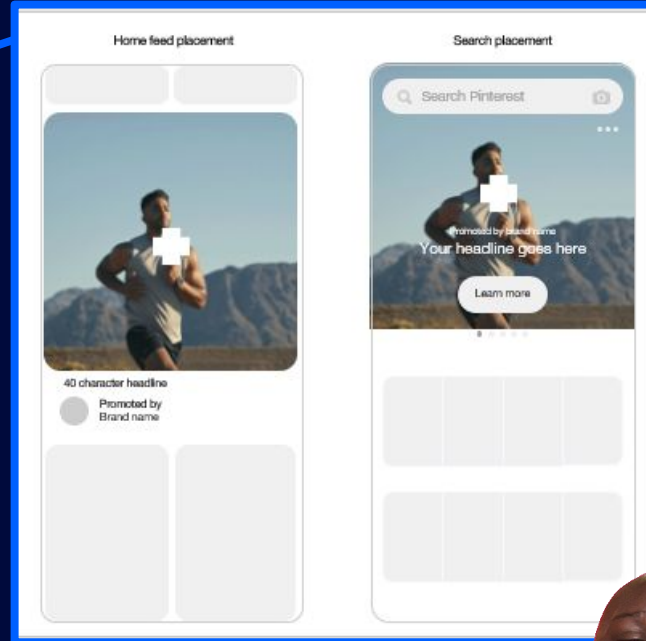 Home feed placement
40 character headline
Promoted by
Brand name
Search placement
Search Pinterest
Promoted by brand name
Your headline goes here
Learn more